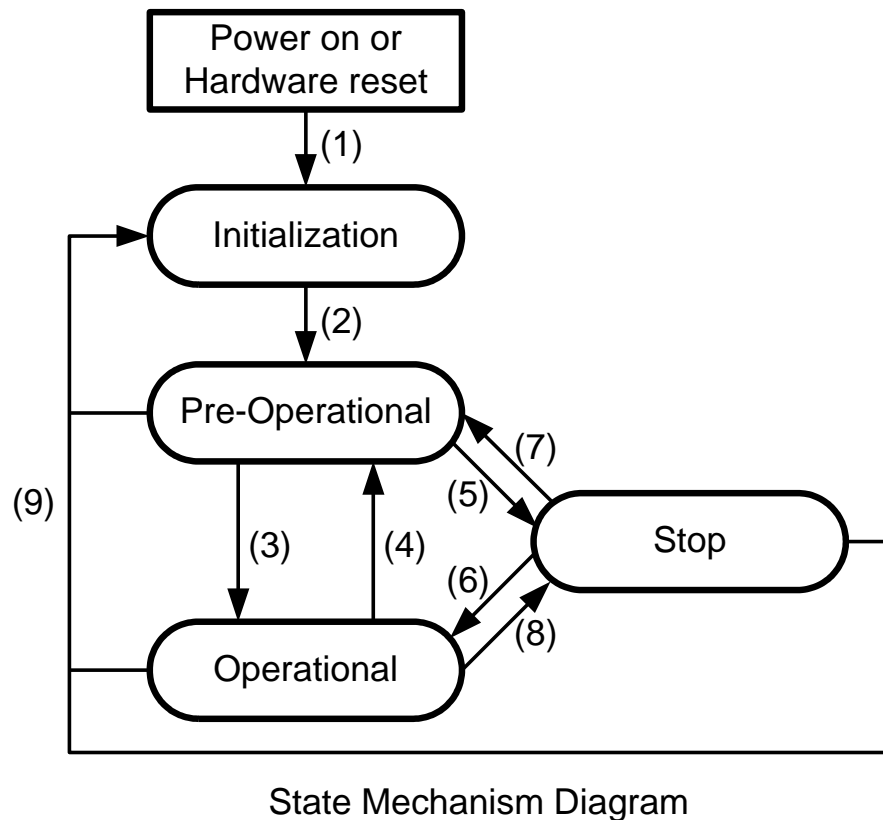 Power on or
Hardware reset
(1)
Initialization
(2)
Pre-Operational
(7)
(5)
(9)
(3)
(4)
Stop
(6)
(8)
Operational
State Mechanism Diagram